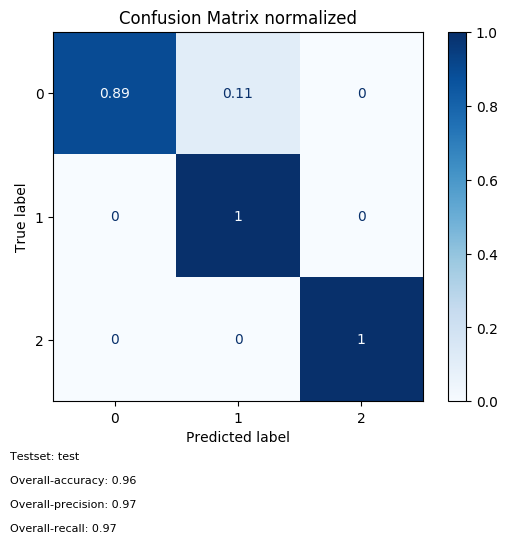 Confusion Matrix normalized
1.0
0 0.89 0.11 0
0.8
0.6
True label
1 0 1 0
0.4
0.2
2 0 0 1
0.0
0 1 2
Predicted label
Testset: test
Overall-accuracy: 0.96
Overall-precision: 0.97
Overall-recall: 0.97